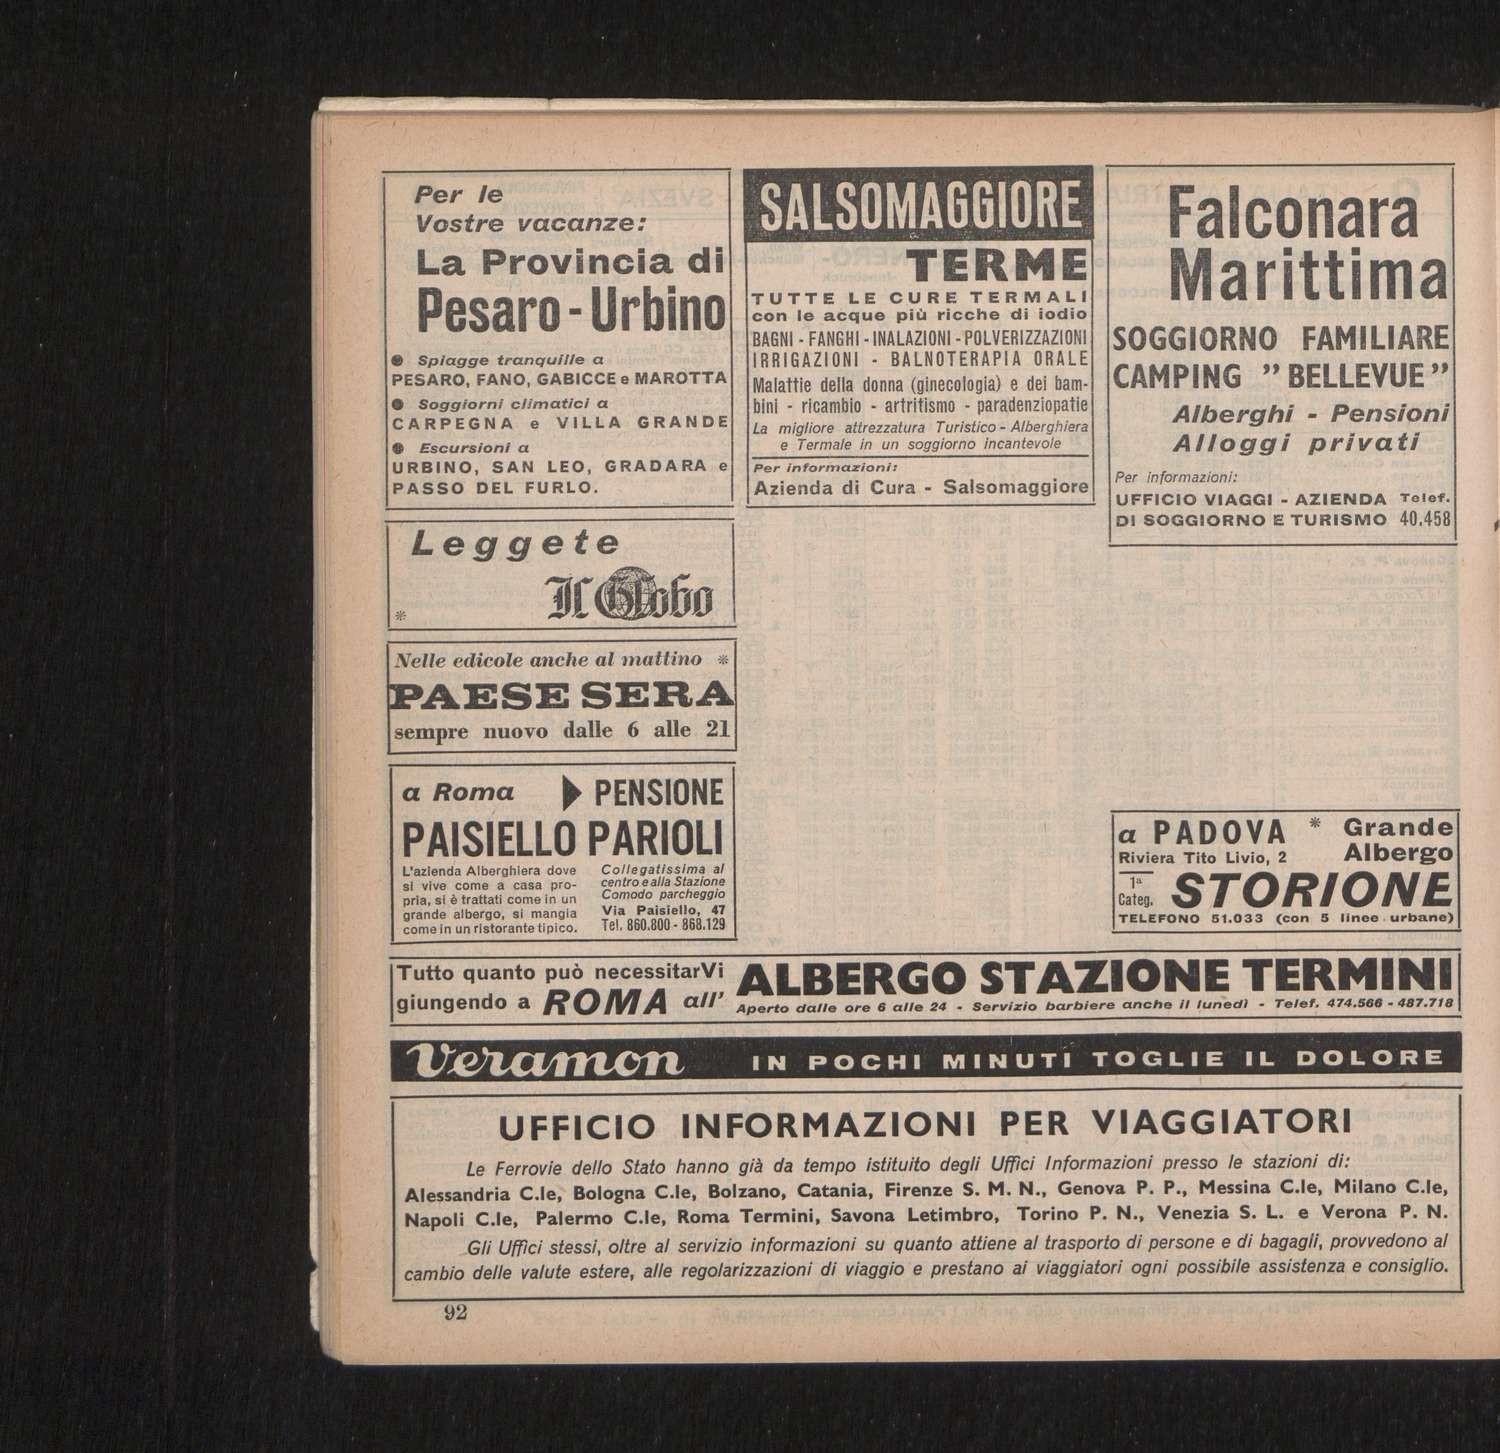 Per le
Vostre vacanze:
La Provincia di
Pesaro - Urbino
● Spiagge tranquille a
PESARO, FANO, GABICCE e MAROTTA
● Soggiorni climatici a
CARPEGNA e VILLA GRANDE
● Escursioni a
URBINO, SAN LEO, GRADARA e
PASSO DEL FURLO.
Leggete
Il Globo
*
Nelle edicole anche al mattino *
PAESE SERA
sempre nuovo dalle 6 alle 21
a Roma ▶ PENSIONE
PAISIELLO PARIOLI
L'azienda Alberghiera dove
si vive come a casa pro-
pria, si è trattati come in un
grande albergo, si mangia
come in un ristorante tipico.
Collegatissima al
centro e alla Stazione
Comodo parcheggio
Via Paisiello, 47
Tel. 860.800 - 868.129
SALSOMAGGIORE
TERME
TUTTE LE CURE TERMALI
con le acque più ricche di iodio
BAGNI - FANGHI - INALAZIONI - POLVERIZZAZIONI
IRRIGAZIONI - BALNOTERAPIA ORALE
Malattie della donna (ginecologia) e dei bam-
bini - ricambio - artritismo - paradenziopatie
La migliore attrezzatura Turistico - Alberghiera
e Termale in un soggiorno incantevole
Per informazioni:
Azienda di Cura - Salsomaggiore
Falconara
Marittima
SOGGIORNO FAMILIARE
CAMPING "BELLEVUE"
Alberghi - Pensioni
Alloggi privati
Per informazioni:
UFFICIO VIAGGI - AZIENDA Telef.
DI SOGGIORNO E TURISMO 40.458
a PADOVA * Grande
Riviera Tito Livio, 2 Albergo
1ª
Categ. STORIONE
TELEFONO 51.033 (con 5 linee urbane)
Tutto quanto può necessitarVi
giungendo a ROMA all'
ALBERGO STAZIONE TERMINI
Aperto dalle ore 6 alle 24 - Servizio barbiere anche il lunedì - Telef. 474.566 - 487.718
Veramon IN POCHI MINUTI TOGLIE IL DOLORE
UFFICIO INFORMAZIONI PER VIAGGIATORI
Le Ferrovie dello Stato hanno già da tempo istituito degli Uffici Informazioni presso le stazioni di:
Alessandria C.le, Bologna C.le, Bolzano, Catania, Firenze S. M. N., Genova P. P., Messina C.le, Milano C.le,
Napoli C.le, Palermo C.le, Roma Termini, Savona Letimbro, Torino P. N., Venezia S. L. e Verona P. N.
Gli Uffici stessi, oltre al servizio informazioni su quanto attiene al trasporto di persone e di bagagli, provvedono al
cambio delle valute estere, alle regolarizzazioni di viaggio e prestano ai viaggiatori ogni possibile assistenza e consiglio.
92